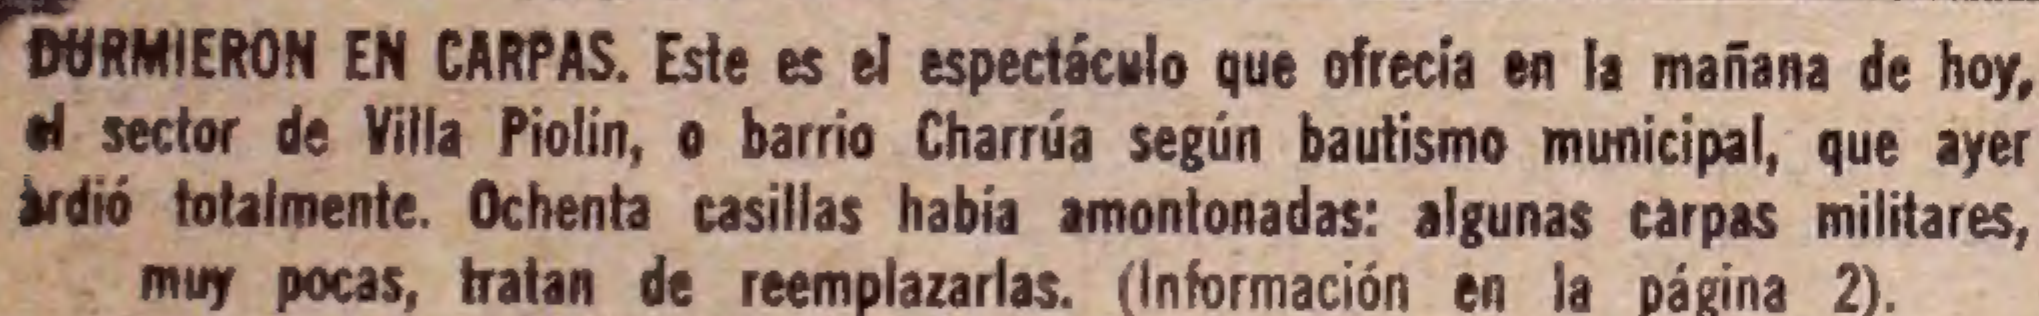 DURMIERON EN CARPAS. Este es el espectáculo que ofrecía en la mañana de hoy,
el sector de Villa Piolín, o barrio Charrúa según bautismo municipal, que ayer
ardió totalmente. Ochenta casillas había amontonadas: algunas carpas militares,
muy pocas, tratan de reemplazarlas. (Información en la página 2).